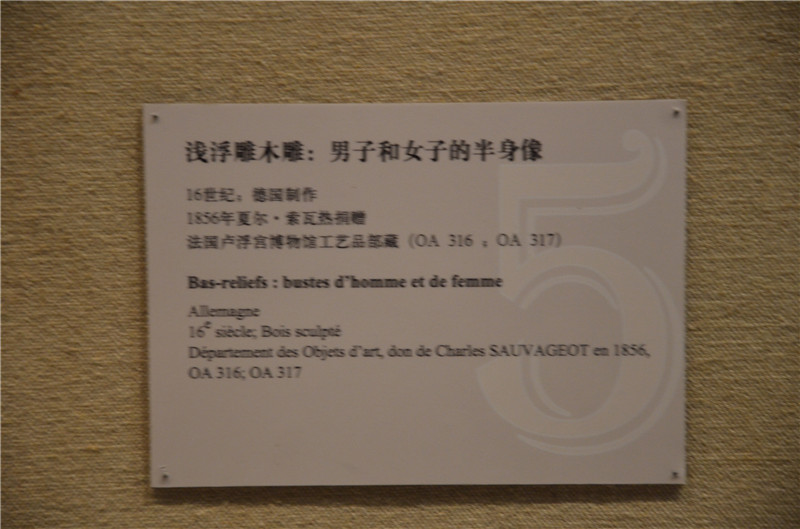 浅浮雕木雕：男子和女子的半身像
16世纪；德国制作
1856年夏尔·索瓦热捐赠
法国卢浮宫博物馆工艺品部藏（OA 316 ；OA 317）
Bas-reliefs : bustes d'homme et de femme
Allemagne
16e siècle; Bois sculpté
Département des Objets d'art, don de Charles SAUVAGEOT en 1856,
OA 316; OA 317
5